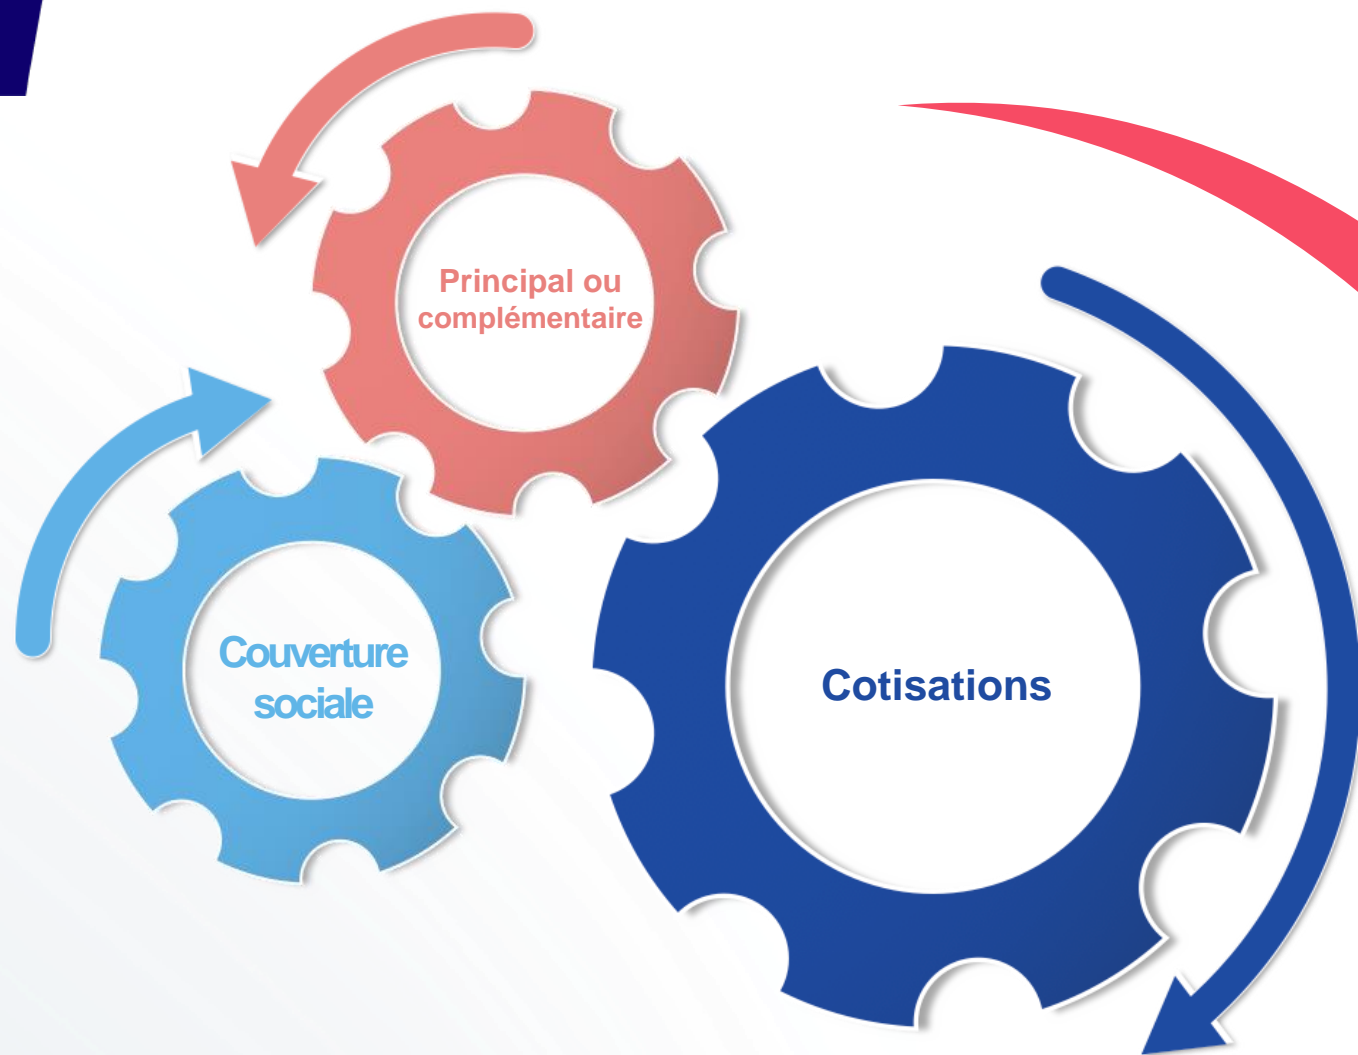 Principal ou
complémentaire
Couverture
sociale
Cotisations